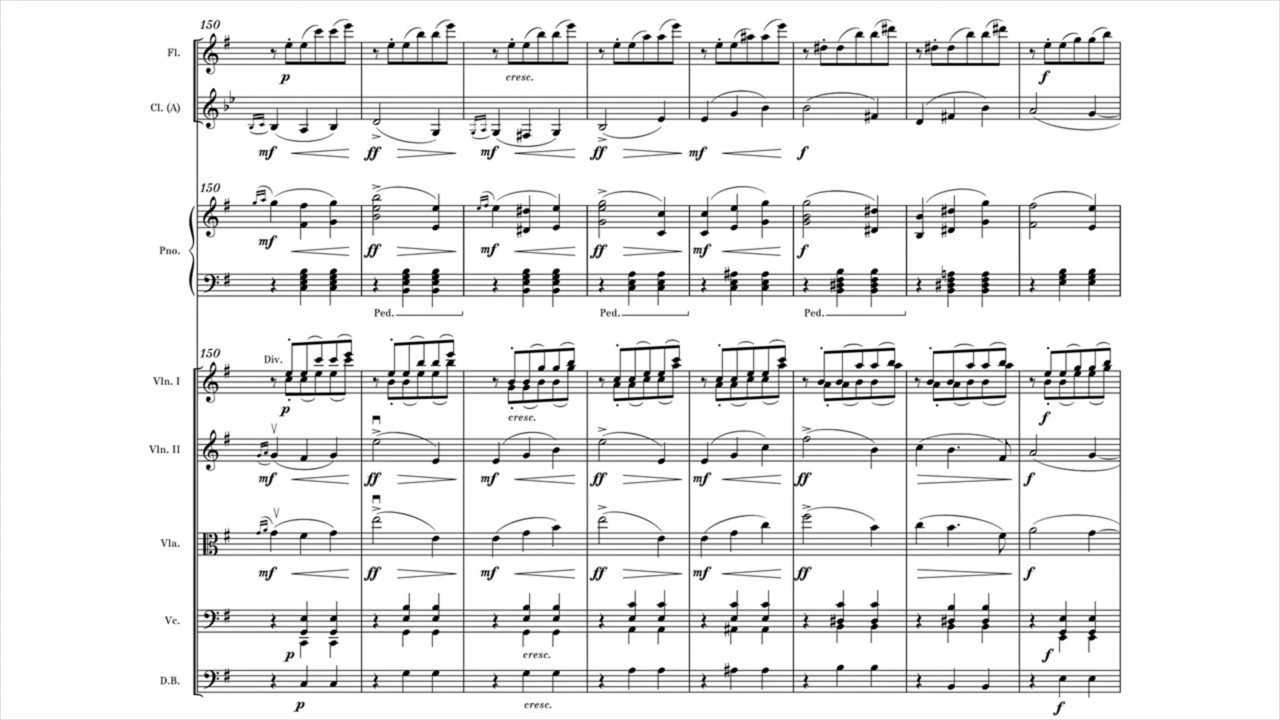 150
Fl.
p cresc. f
Cl. (A)
mf ff mf ff mf f
150
mf ff mf ff mf f
Pno.
Ped. Ped. Ped.
150
Div.
Vln. I
p cresc. f
Vln. II
mf ff mf ff mf ff f
Vla.
mf ff mf ff mf ff f
Vc.
p cresc. f
D.B.
p cresc. f